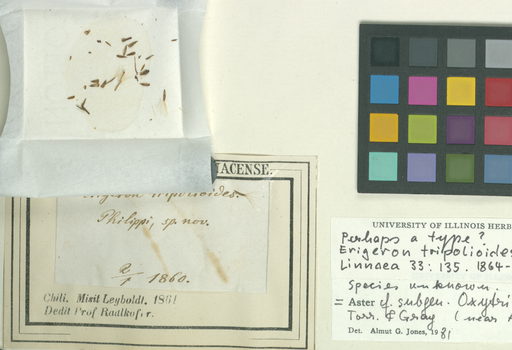 ACENSE.
Erigeron tripolioides.
Philippi, sp. nov.
1860.
Chili. Misit Leyboldt. 1861
Dedit Prof Radlkofer.
UNIVERSITY OF ILLINOIS HERB
Perhaps a type?
Erigeron tripolioides
Linnaea 33: 135. 1864-
Species unknown.
= Aster cf. subgen. Oxytri
Torr. & Gray (near
Det. Almut G. Jones, 1981